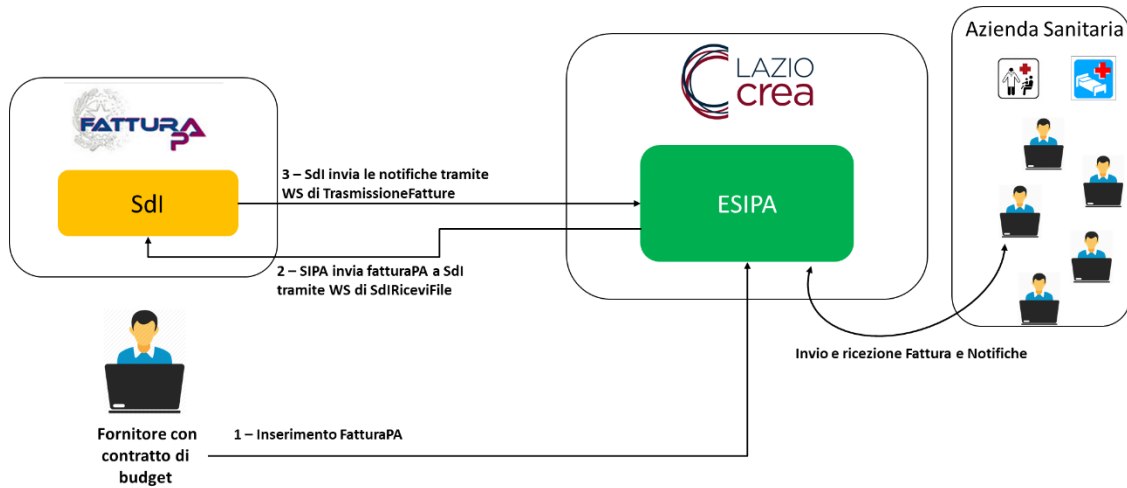 Azienda Sanitaria
LAZIO
crea
FATTURA
PA
SdI
3 – SdI invia le notifiche tramite
WS di TrasmissioneFatture
ESIPA
2 – SIPA invia fatturaPA a SdI
tramite WS di SdIRiceviFile
Invio e ricezione Fattura e Notifiche
Fornitore con
contratto di
budget
1 – Inserimento FatturaPA